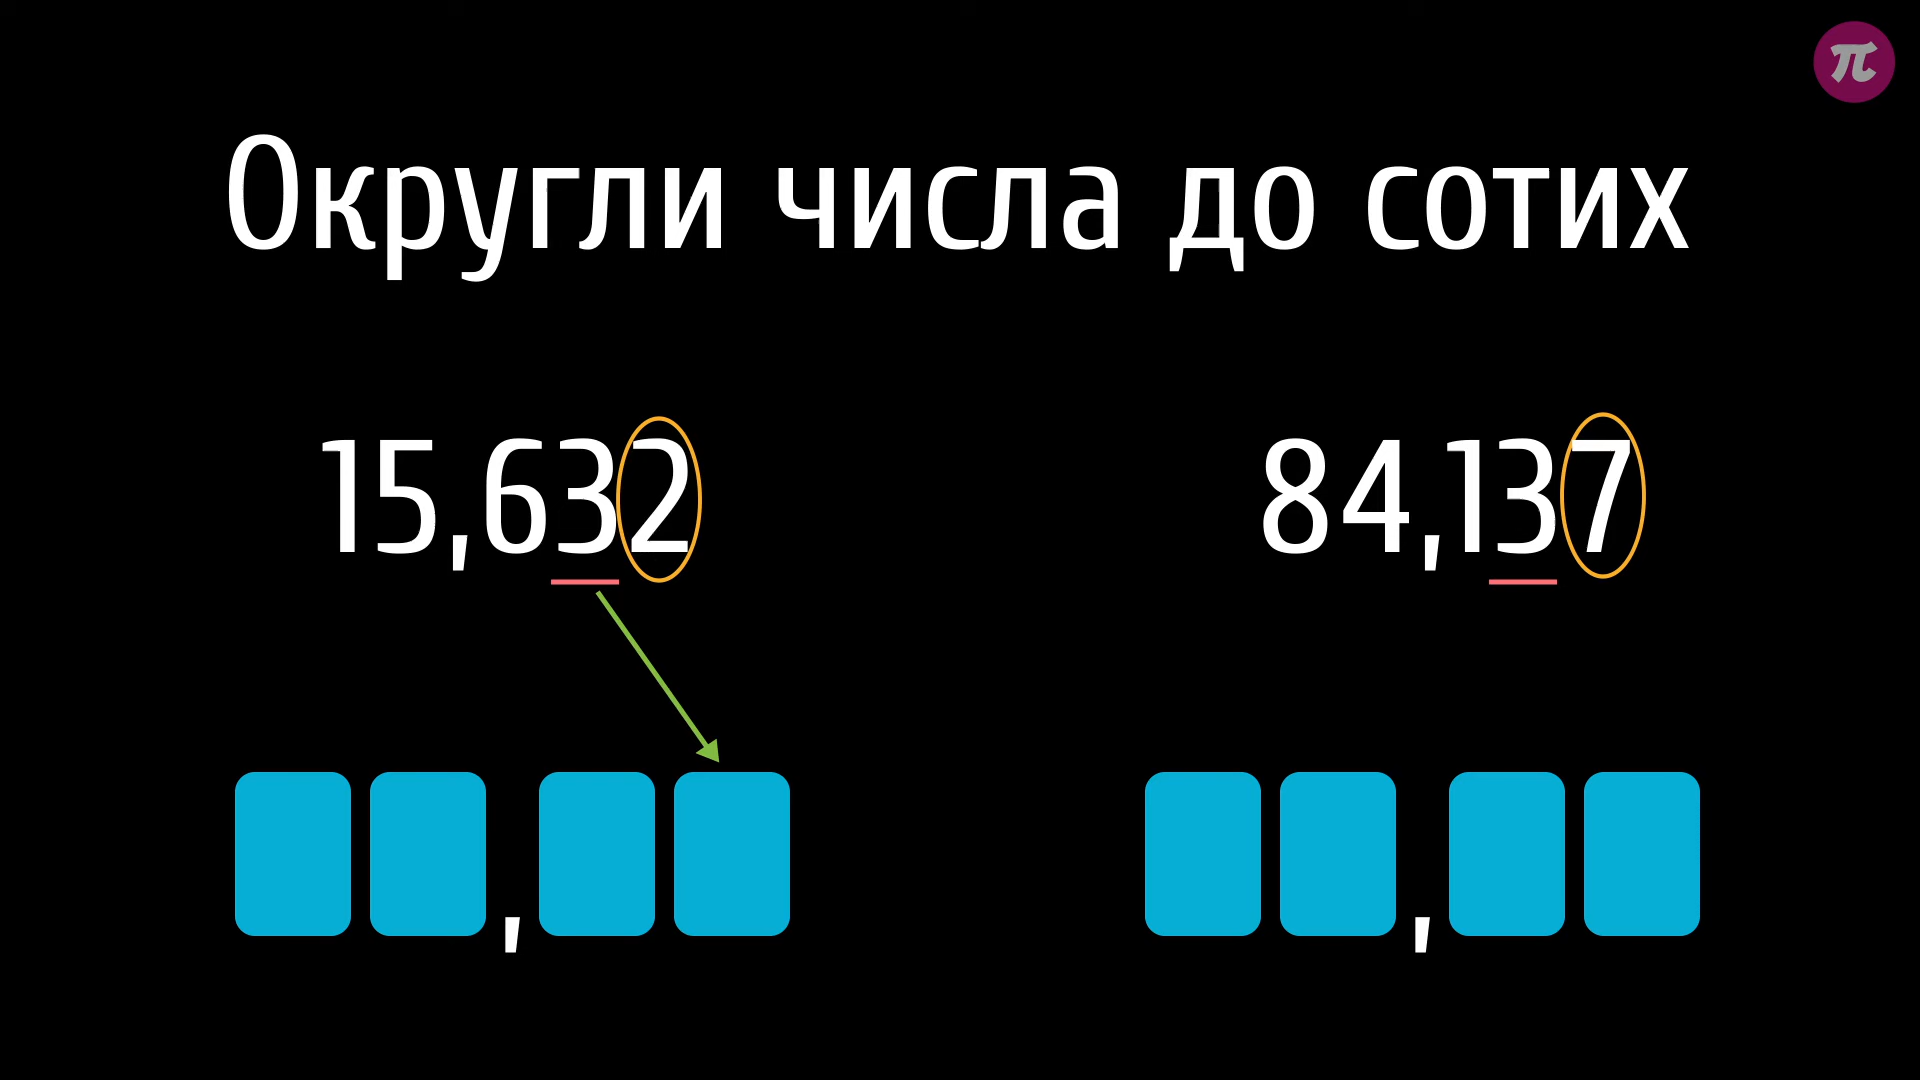 π
Округли числа до сотих
15,632 84,137
, ,